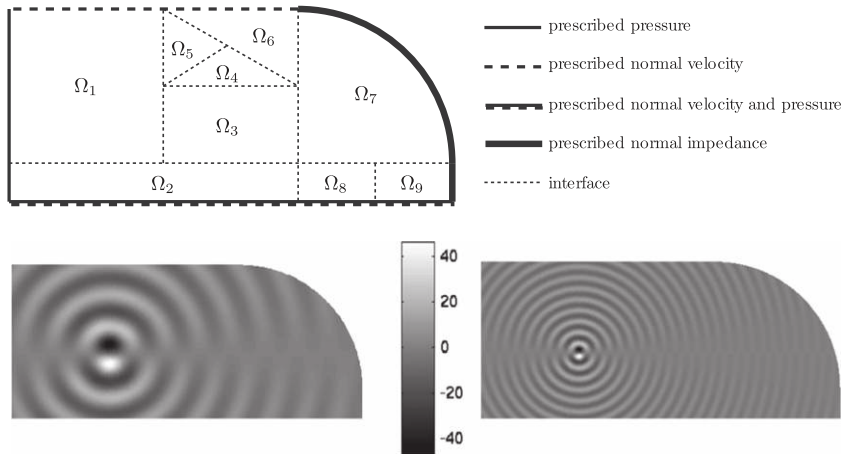 Ω1
Ω2
Ω3
Ω4
Ω5
Ω6
Ω7
Ω8
Ω9
prescribed pressure
prescribed normal velocity
prescribed normal velocity and pressure
prescribed normal impedance
interface
40
20
0
-20
-40